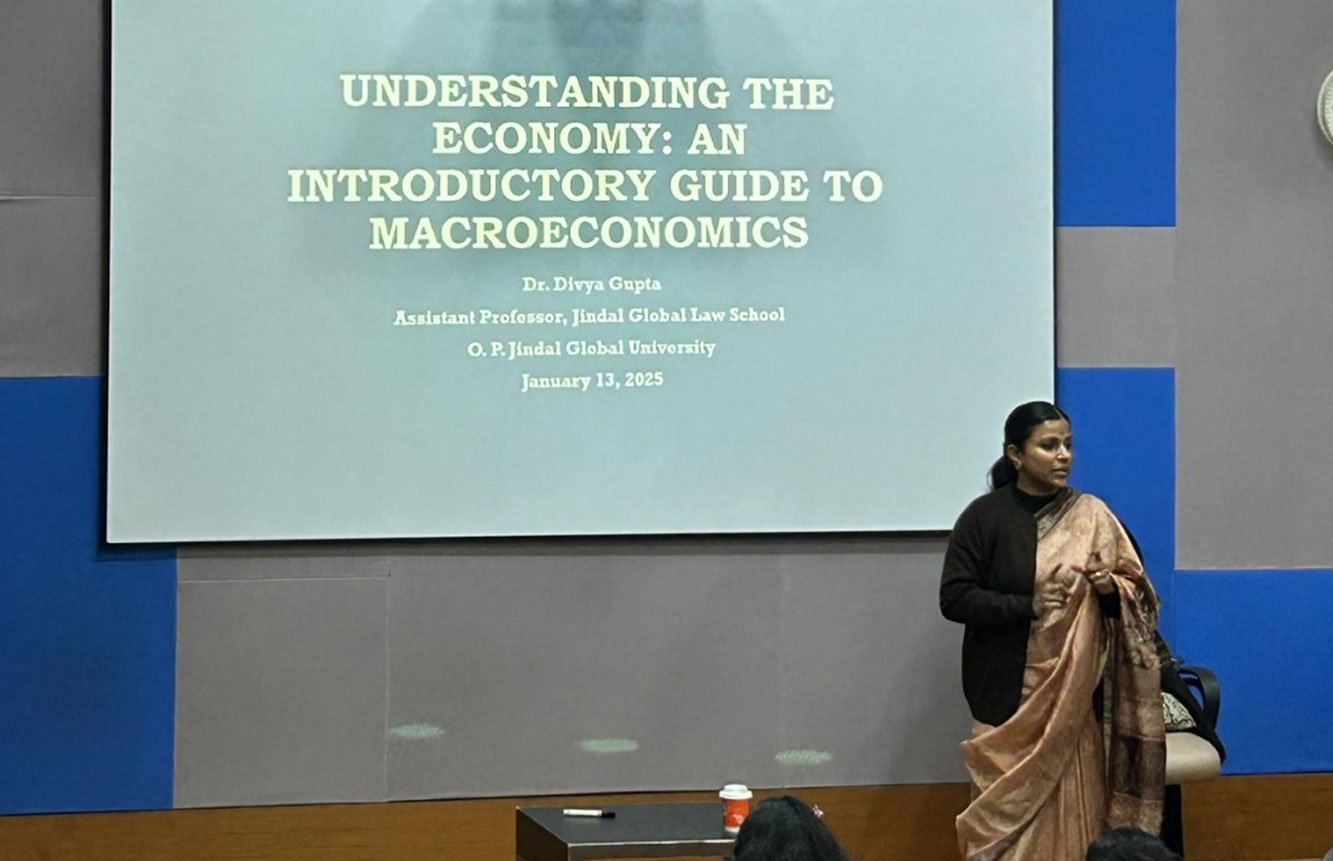 UNDERSTANDING THE
ECONOMY: AN
INTRODUCTORY GUIDE TO
MACROECONOMICS
Dr. Divya Gupta
Assistant Professor, Jindal Global Law School
O. P. Jindal Global University
January 13, 2025